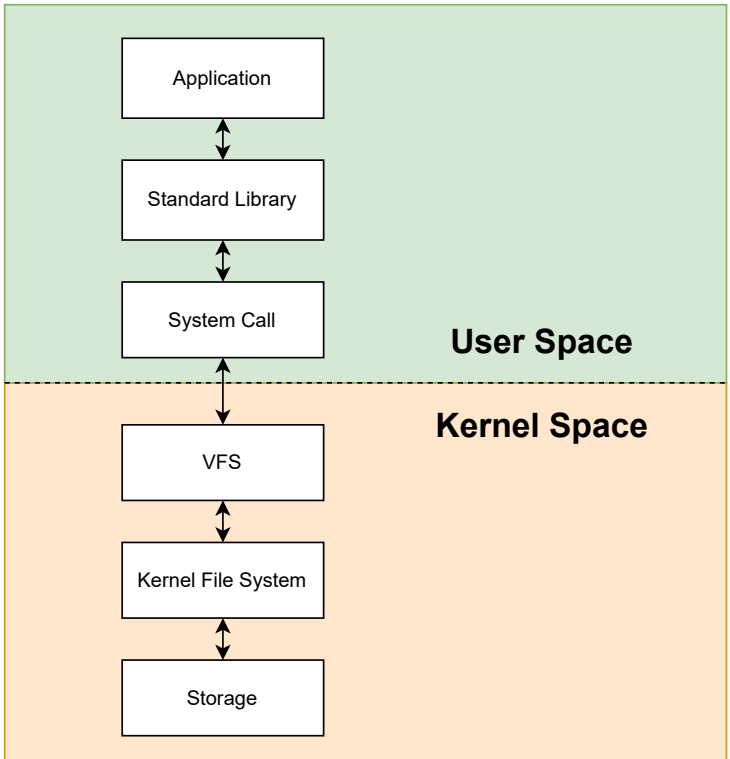 Application
Standard Library
System Call
User Space
Kernel Space
VFS
Kernel File System
Storage